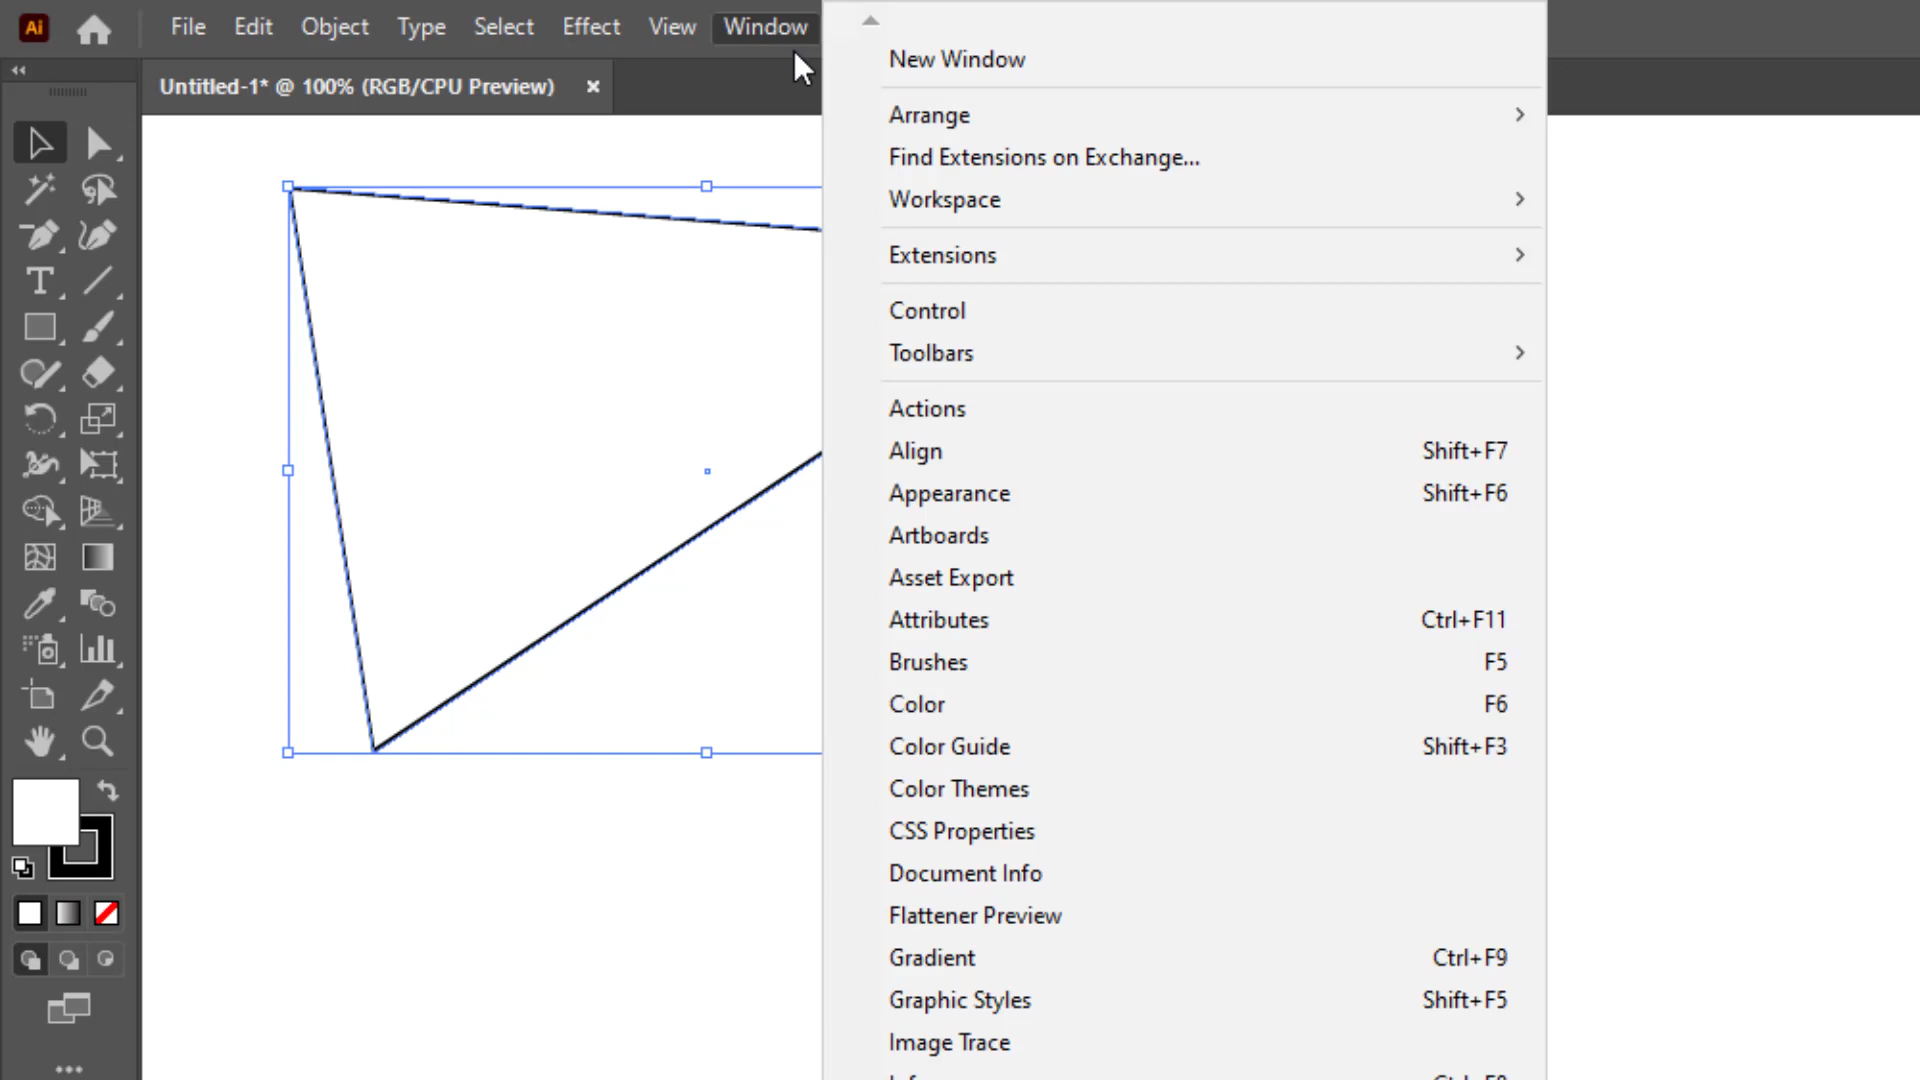 Ai
File Edit Object Type Select Effect View Window
Untitled-1* @ 100% (RGB/CPU Preview) ×
New Window
Arrange
Find Extensions on Exchange...
Workspace
Extensions
Control
Toolbars
Actions
Align Shift+F7
Appearance Shift+F6
Artboards
Asset Export
Attributes Ctrl+F11
Brushes F5
Color F6
Color Guide Shift+F3
Color Themes
CSS Properties
Document Info
Flattener Preview
Gradient Ctrl+F9
Graphic Styles Shift+F5
Image Trace